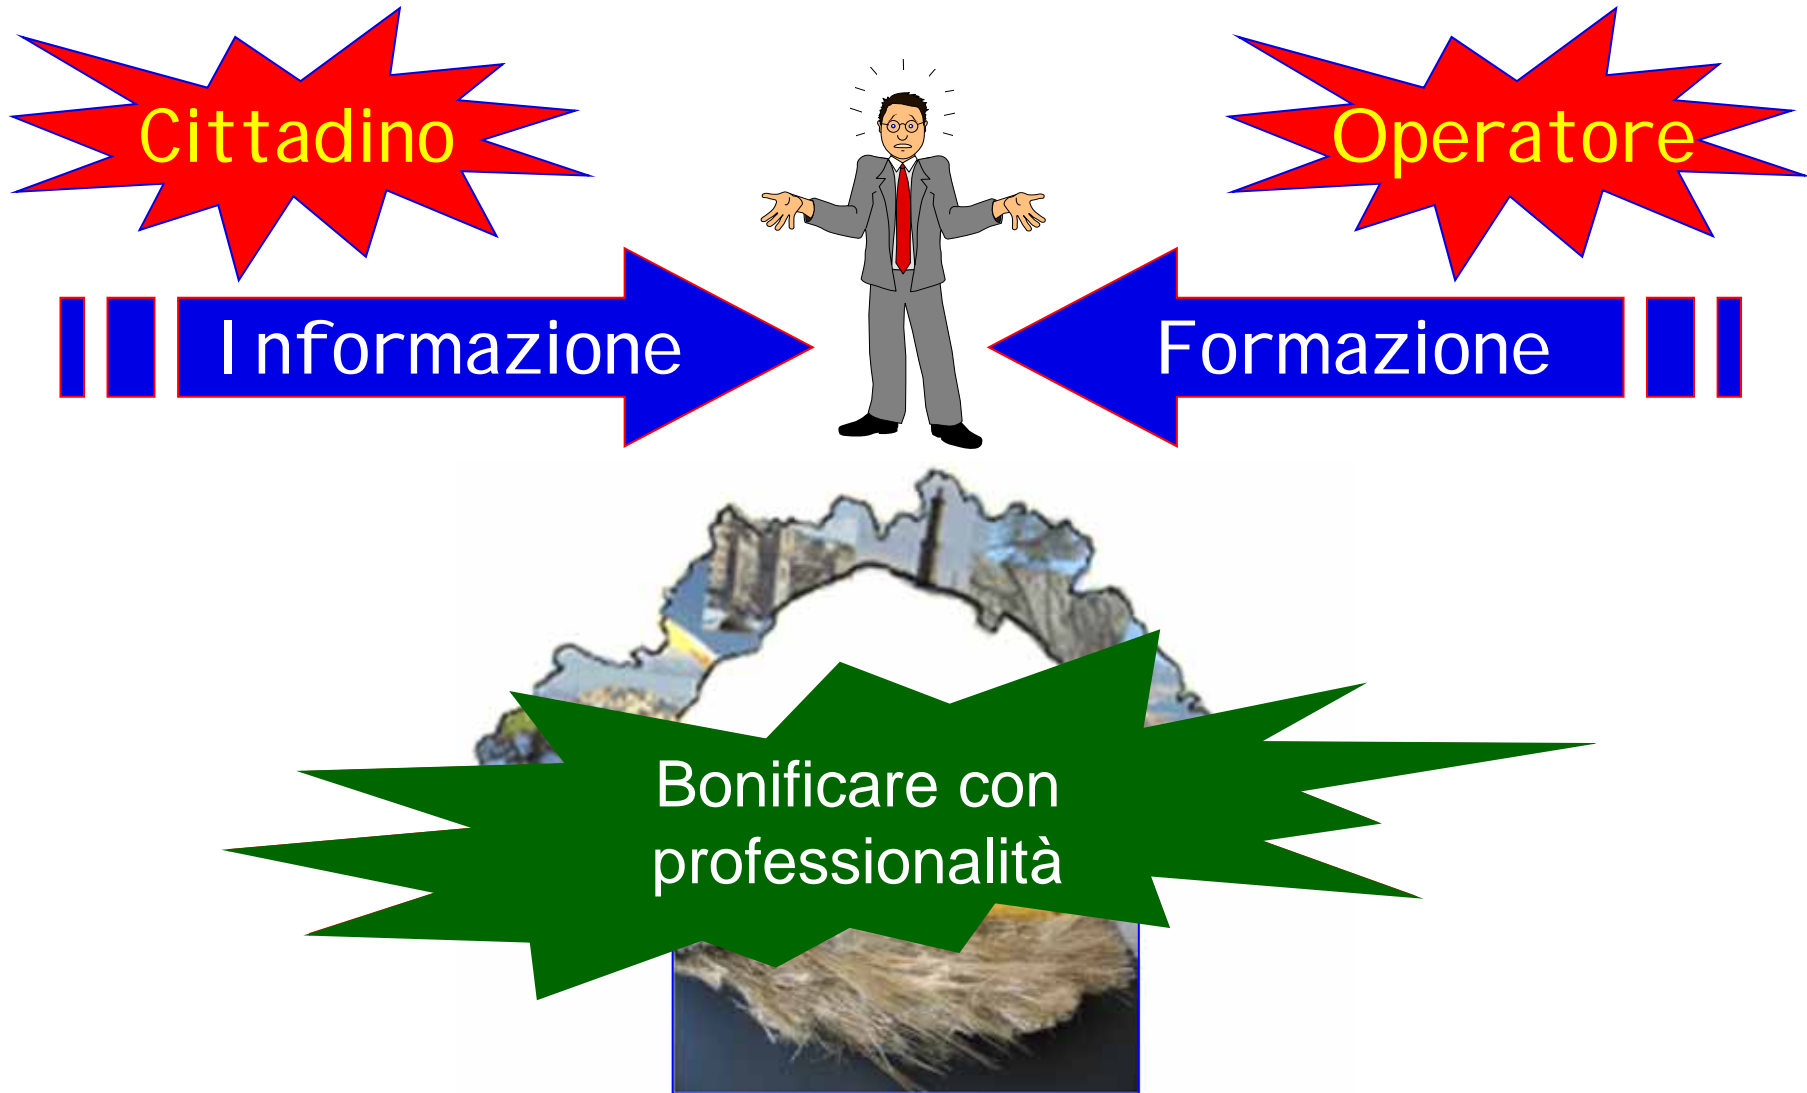 Cittadino
Operatore
Informazione
Formazione
Bonificare con
professionalità